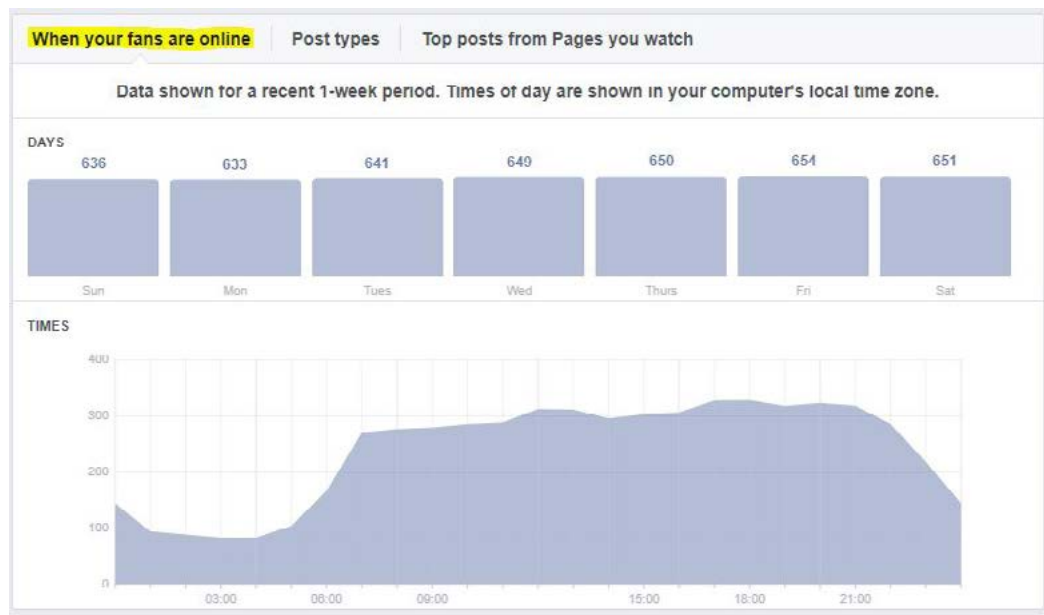 When your fans are online Post types Top posts from Pages you watch
Data shown for a recent 1-week period. Times of day are shown in your computer's local time zone.
DAYS
636 633 641 649 650 654 651
Sun Mon Tues Wed Thurs Fri Sat
TIMES
400
300
200
100
0
03:00 06:00 09:00 15:00 18:00 21:00